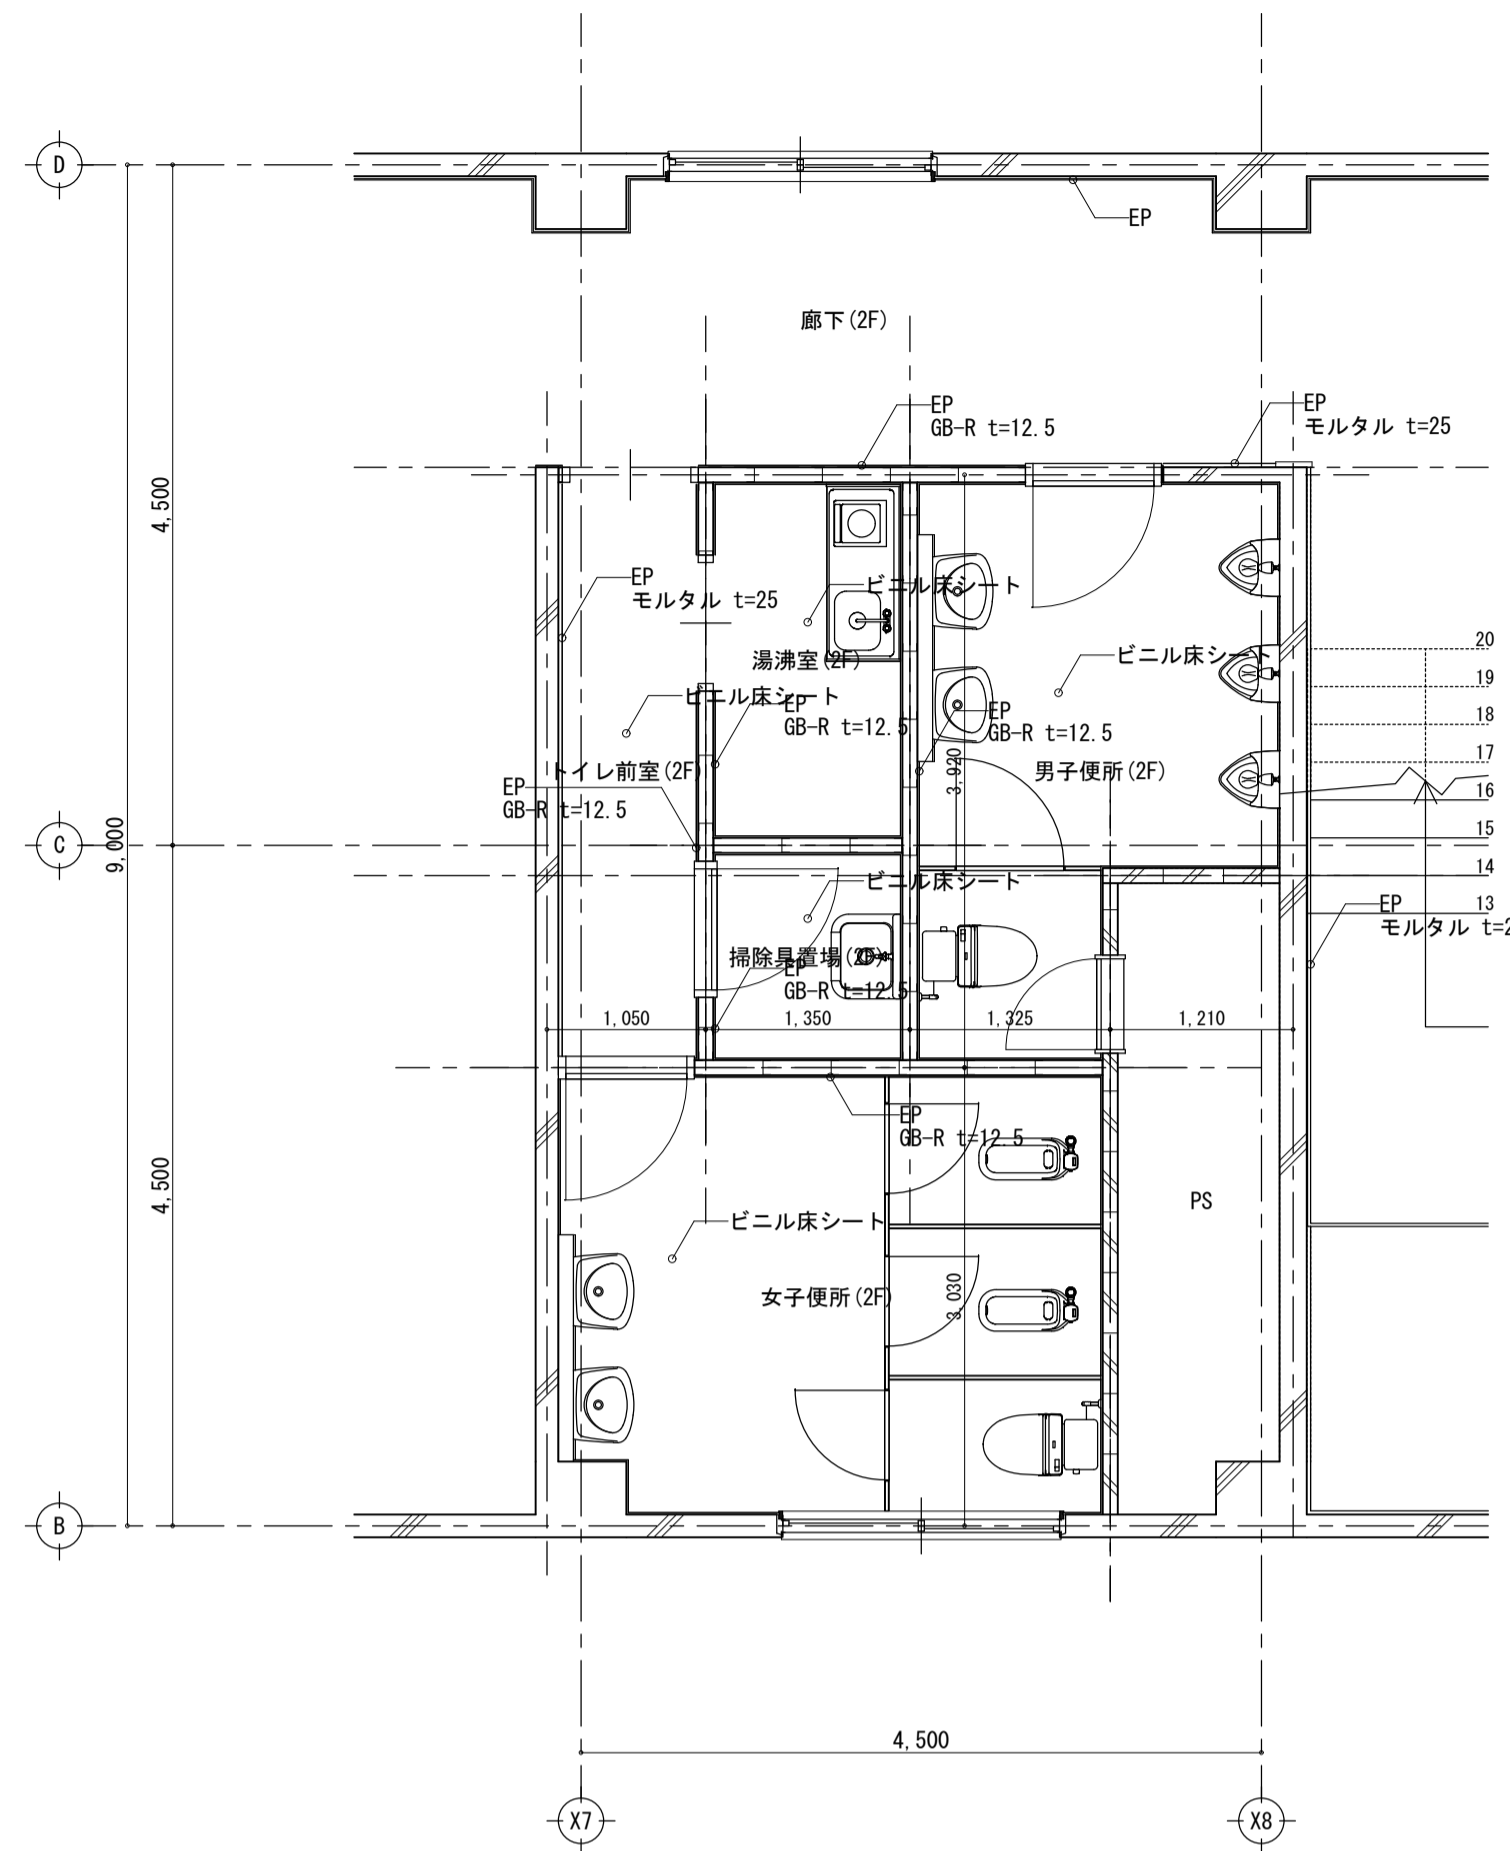 D
EP
廊下(2F)
EP
GB-R t=12.5
EP
モルタル t=25
4,500
EP
モルタル t=25
ビニル床シート
湯沸室(2F)
ビニル床シート
20
19
18
17
16
15
14
13
ビニル床シート
EP
GB-R t=12.5
EP
GB-R t=12.5
3,920
トイレ前室(2F)
男子便所(2F)
EP
GB-R t=12.5
C
9,000
ビニル床シート
EP
モルタル t=2
掃除具置場(2F)
EP
GB-R t=12.5
1,050
1,350
1,325
1,210
EP
GB-R t=12.5
4,500
PS
ビニル床シート
女子便所(2F)
3,030
B
4,500
X7
X8